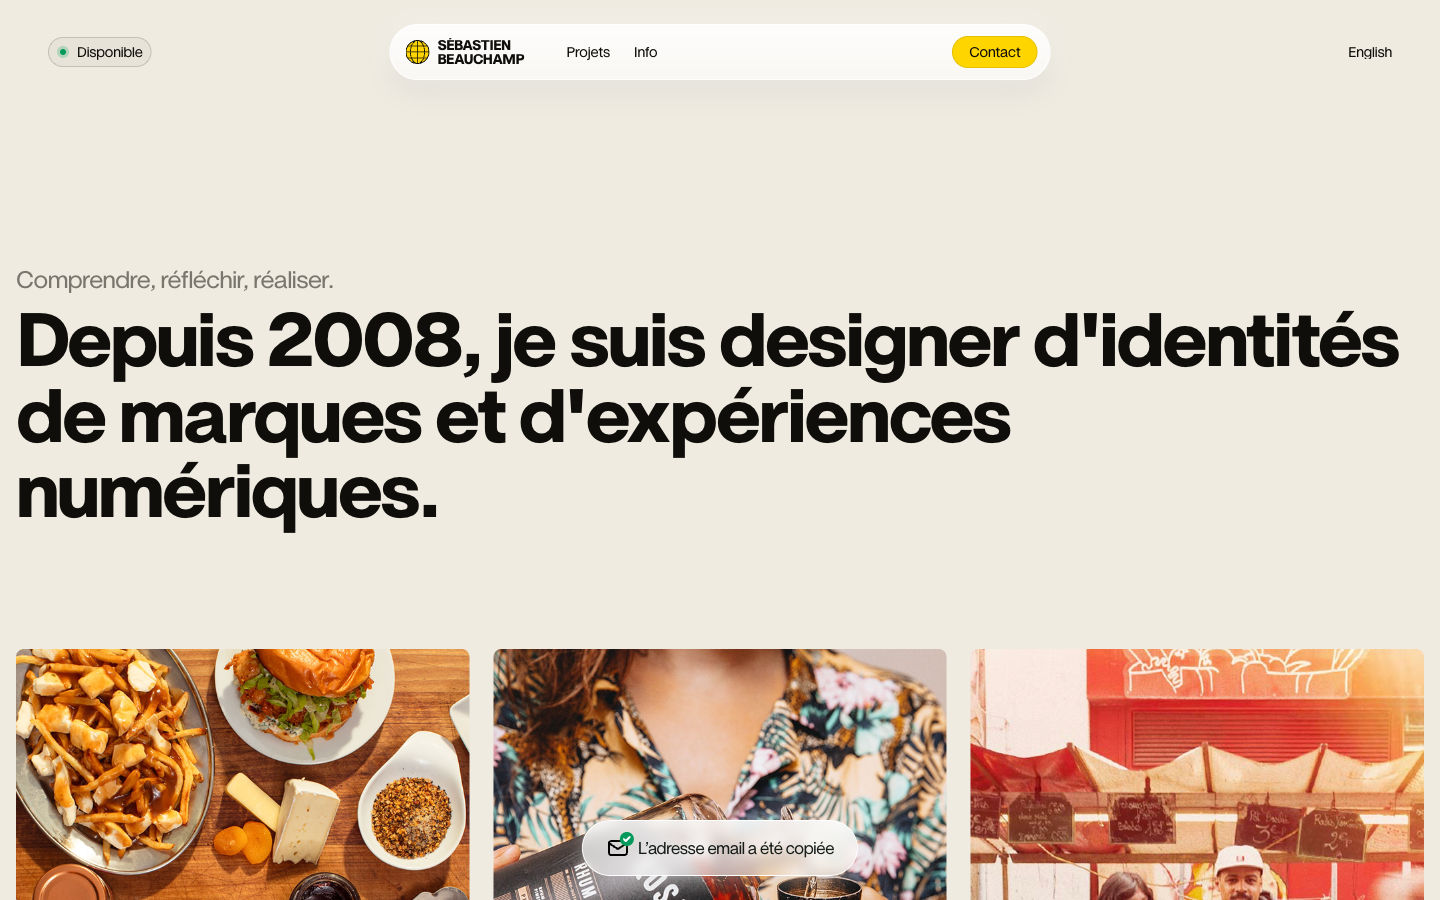 Disponible
SÉBASTIEN
BEAUCHAMP
Projets
Info
Contact
English
Comprendre, réfléchir, réaliser.
Depuis 2008, je suis designer d'identités
de marques et d'expériences
numériques.
L'adresse email a été copiée
RHUM